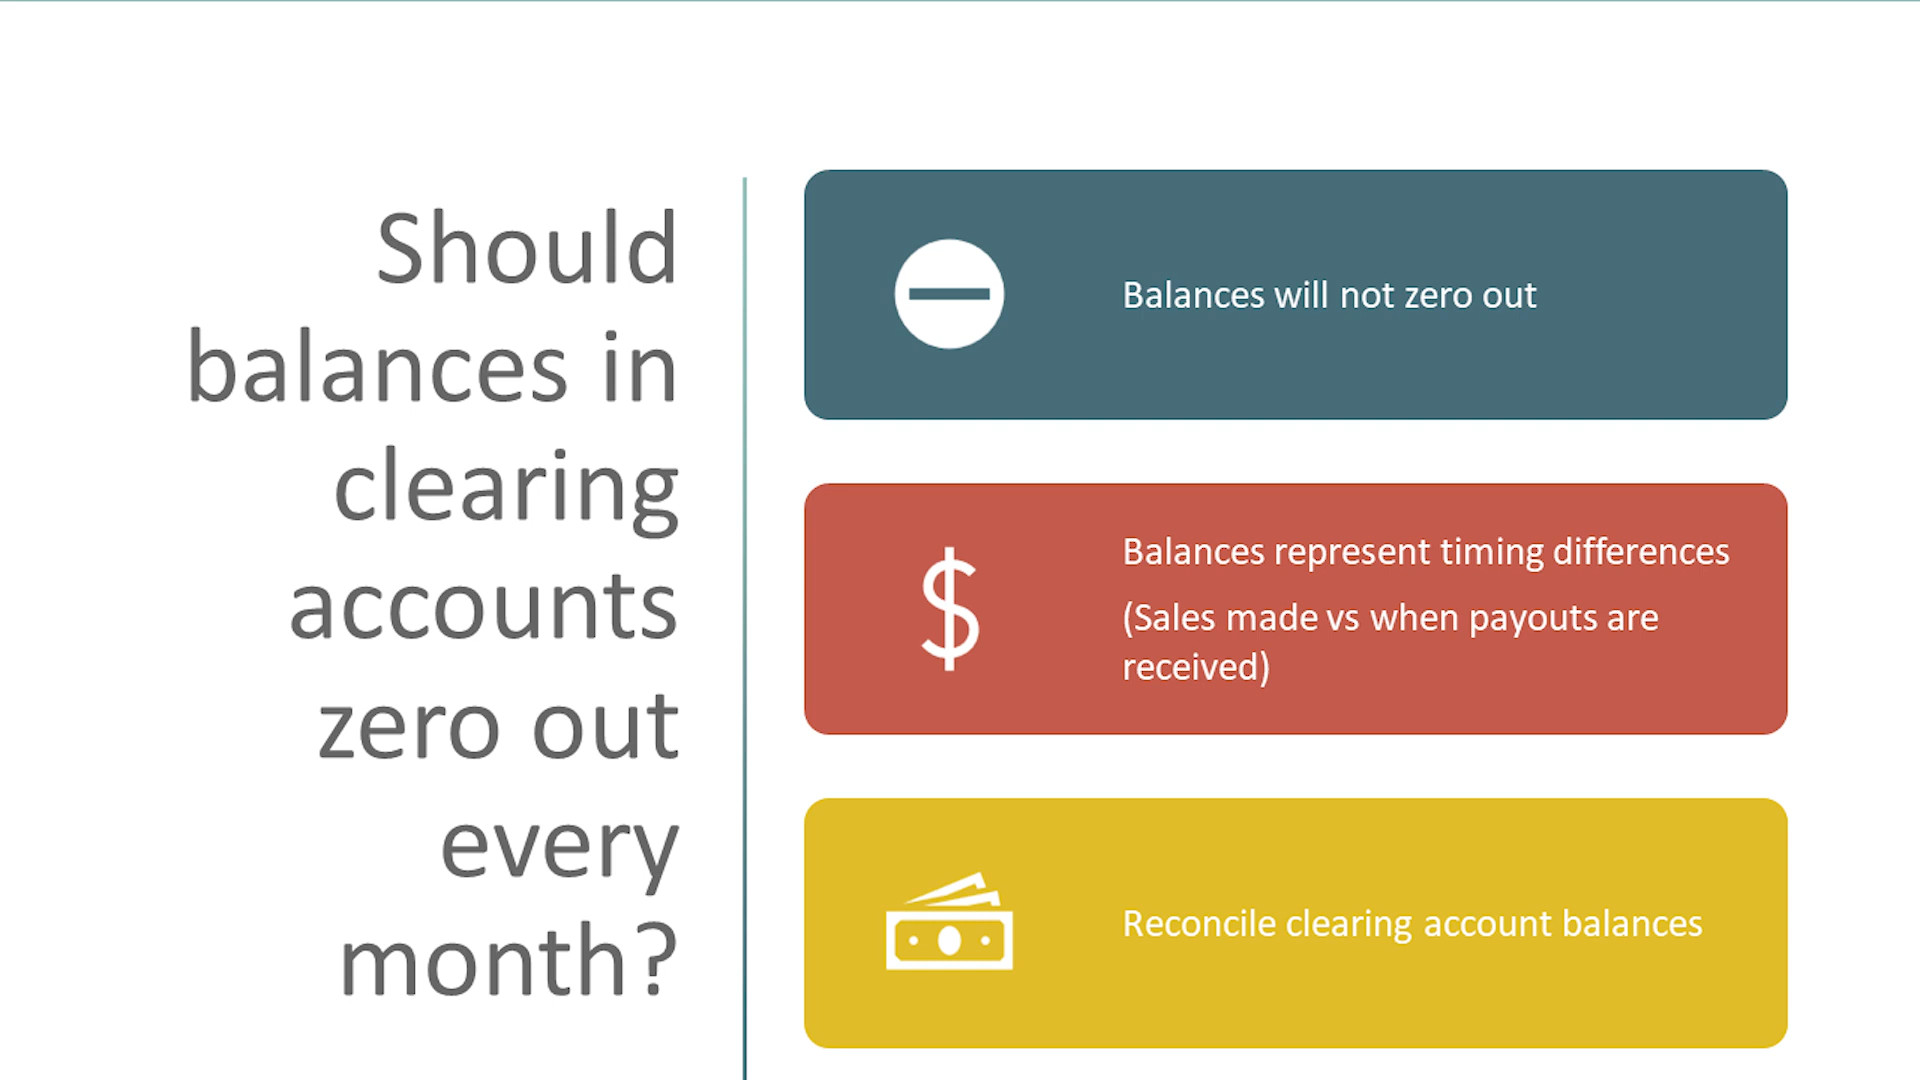 Should
balances in
clearing
accounts
zero out
every
month?
Balances will not zero out
Balances represent timing differences
(Sales made vs when payouts are
received)
Reconcile clearing account balances